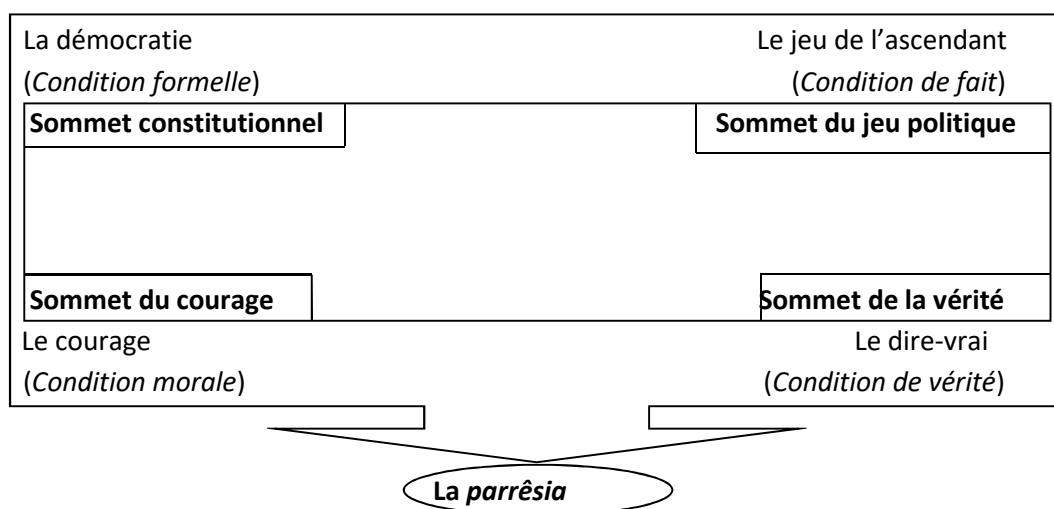 La démocratie
Le jeu de l’ascendant
(Condition formelle)
(Condition de fait)
Sommet constitutionnel
Sommet du jeu politique
Sommet du courage
Sommet de la vérité
Le courage
Le dire-vrai
(Condition morale)
(Condition de vérité)
La parrêsia